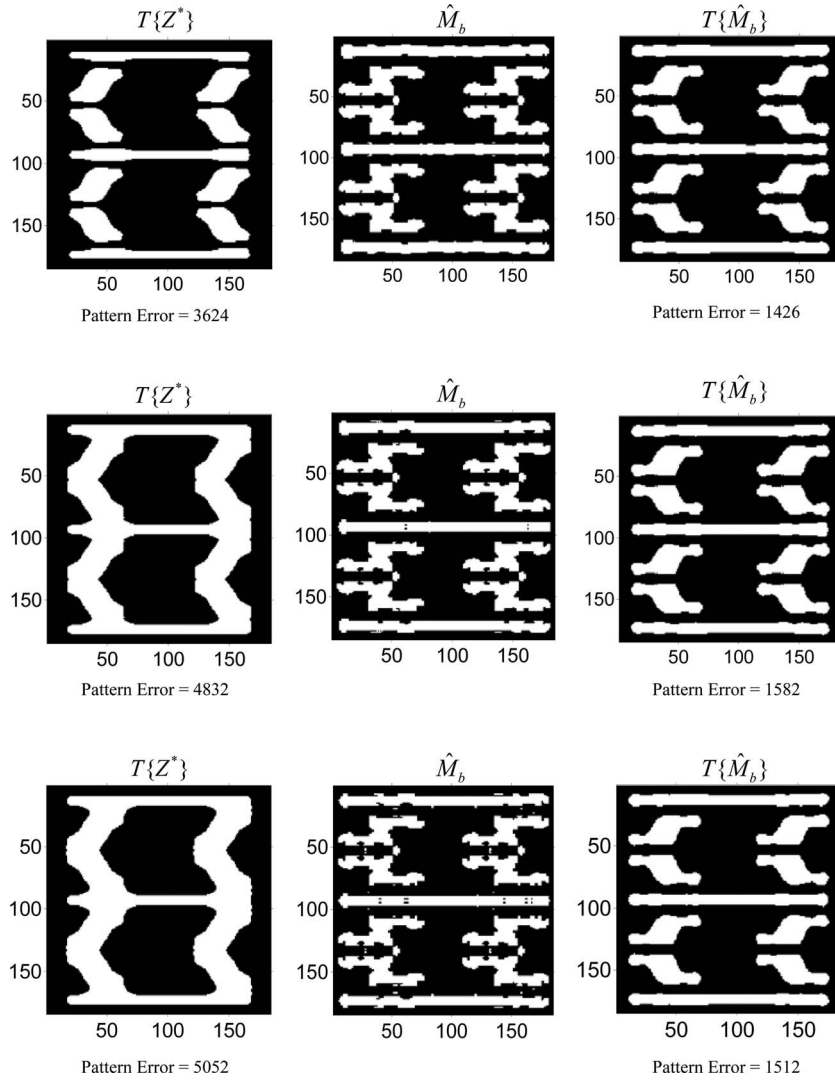 T{Z*} M̂_b T{M̂_b}
50 50 50
100 100 100
150 150 150
50 100 150 50 100 150 50 100 150
Pattern Error = 3624 Pattern Error = 1426
T{Z*} M̂_b T{M̂_b}
50 50 50
100 100 100
150 150 150
50 100 150 50 100 150 50 100 150
Pattern Error = 4832 Pattern Error = 1582
T{Z*} M̂_b T{M̂_b}
50 50 50
100 100 100
150 150 150
50 100 150 50 100 150 50 100 150
Pattern Error = 5052 Pattern Error = 1512